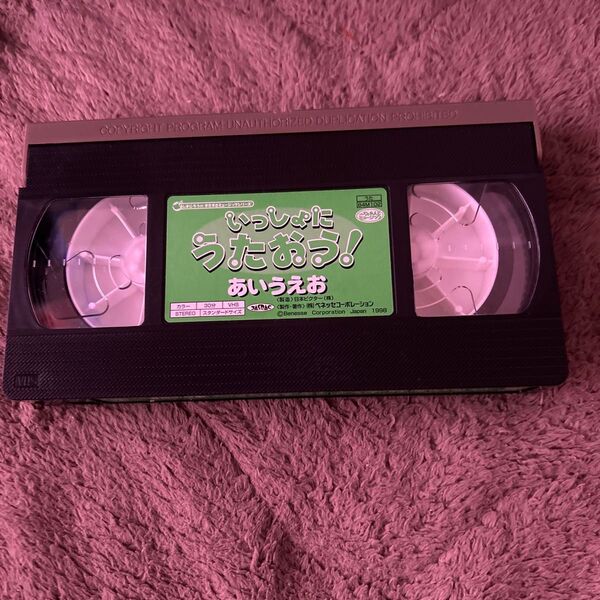 COPYRIGHT PROGRAM UNAUTHORIZED DUPLICATION PROHIBITED
いっしょに
うたおう!
あいうえお
〈製造〉日本ビクター(株)
カラー 30分 VHS
STEREO スタンダードサイズ
JASRAC
〈製作・著作〉(株)ベネッセコーポレーション
©Benesse Corporation Japan 1998
VHS